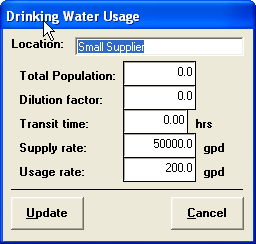 Drinking Water Usage
Location: Small Supplier
Total Population: 0.0
Dilution factor: 0.0
Transit time: 0.00 hrs
Supply rate: 50000.0 gpd
Usage rate: 200.0 gpd
Update Cancel